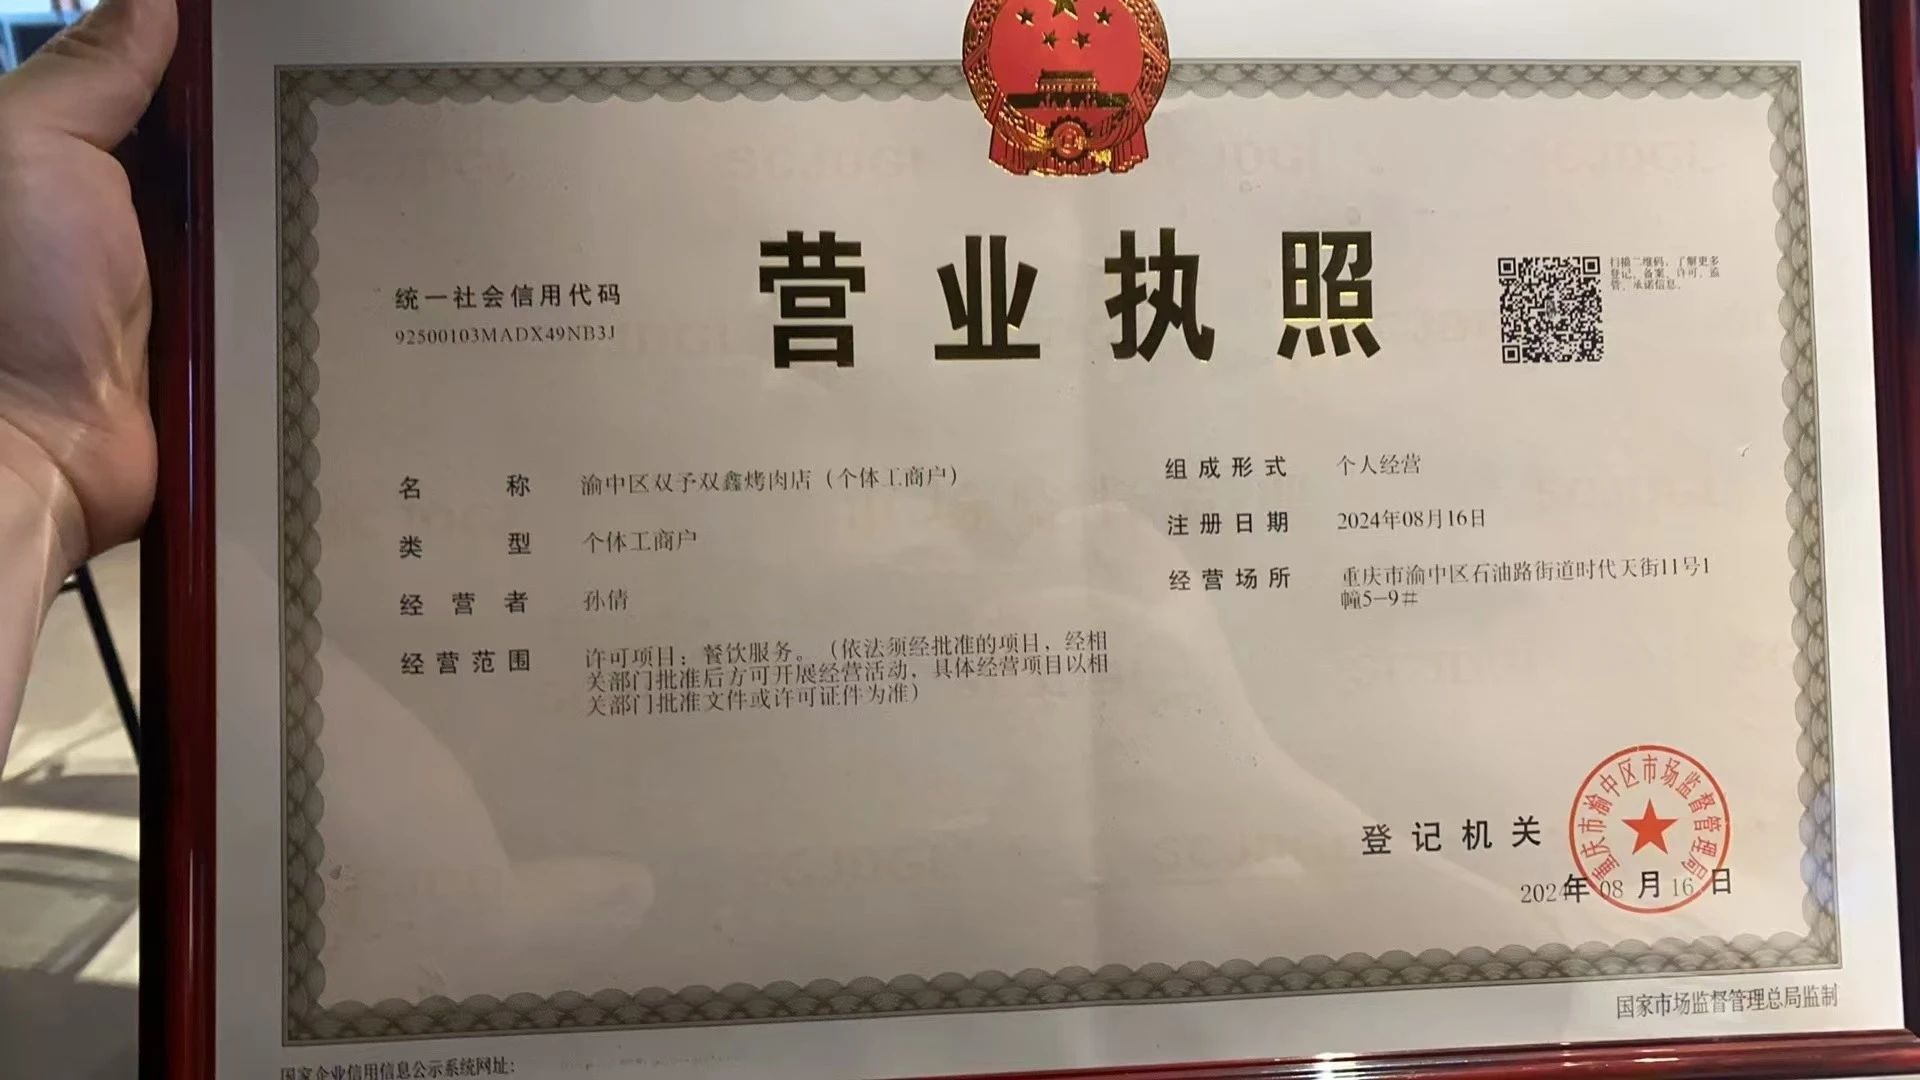 营业执照
统一社会信用代码
92500103MADX49NB3J
扫描二维码，了解更多
登记、备案、许可、监
管、承诺信息。
名称 渝中区双予双鑫烤肉店（个体工商户）
类型 个体工商户
经营者 孙倩
经营范围 许可项目：餐饮服务。（依法须经批准的项目，经相
关部门批准后方可开展经营活动，具体经营项目以相
关部门批准文件或许可证件为准）
组成形式 个人经营
注册日期 2024年08月16日
经营场所 重庆市渝中区石油路街道时代天街11号1
幢5-9#
登记机关
重庆市渝中区市场监督管理局
2024年08月16日
国家企业信用信息公示系统网址：
国家市场监督管理总局监制